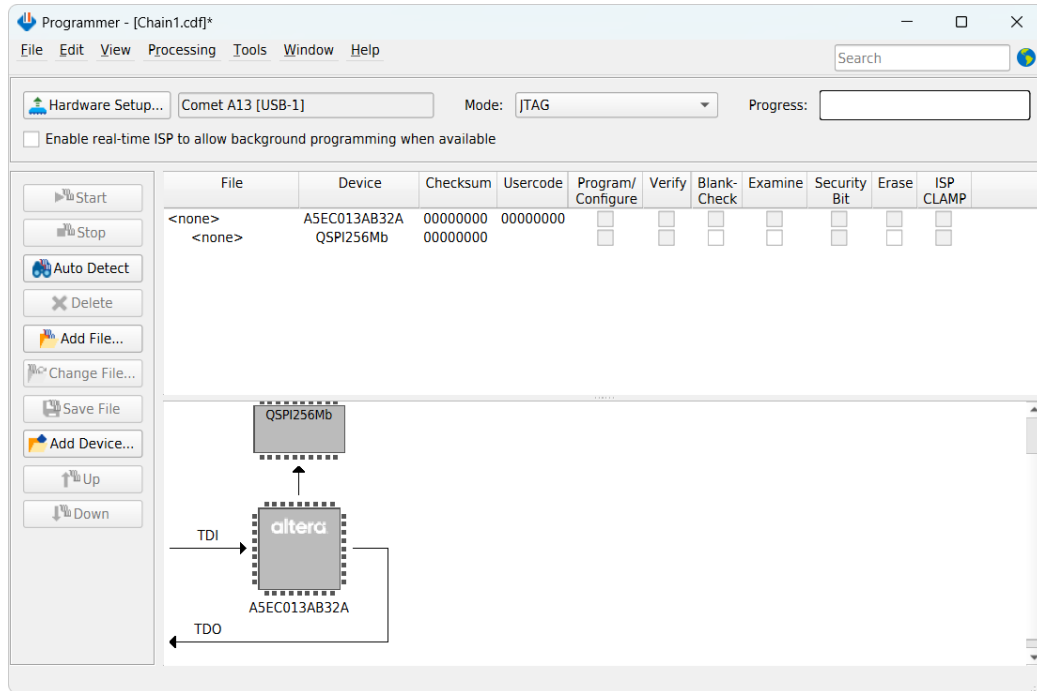 Programmer - [Chain1.cdf]*
File Edit View Processing Tools Window Help
Search
Hardware Setup... Comet A13 [USB-1] Mode: JTAG Progress:
Enable real-time ISP to allow background programming when available
Start
Stop
Auto Detect
Delete
Add File...
Change File...
Save File
Add Device...
Up
Down
File Device Checksum Usercode Program/ Verify Blank- Examine Security Erase ISP
Configure Check Bit CLAMP
<none> A5EC013AB32A 00000000 00000000
<none> QSPI256Mb 00000000
QSPI256Mb
altera
TDI
A5EC013AB32A
TDO